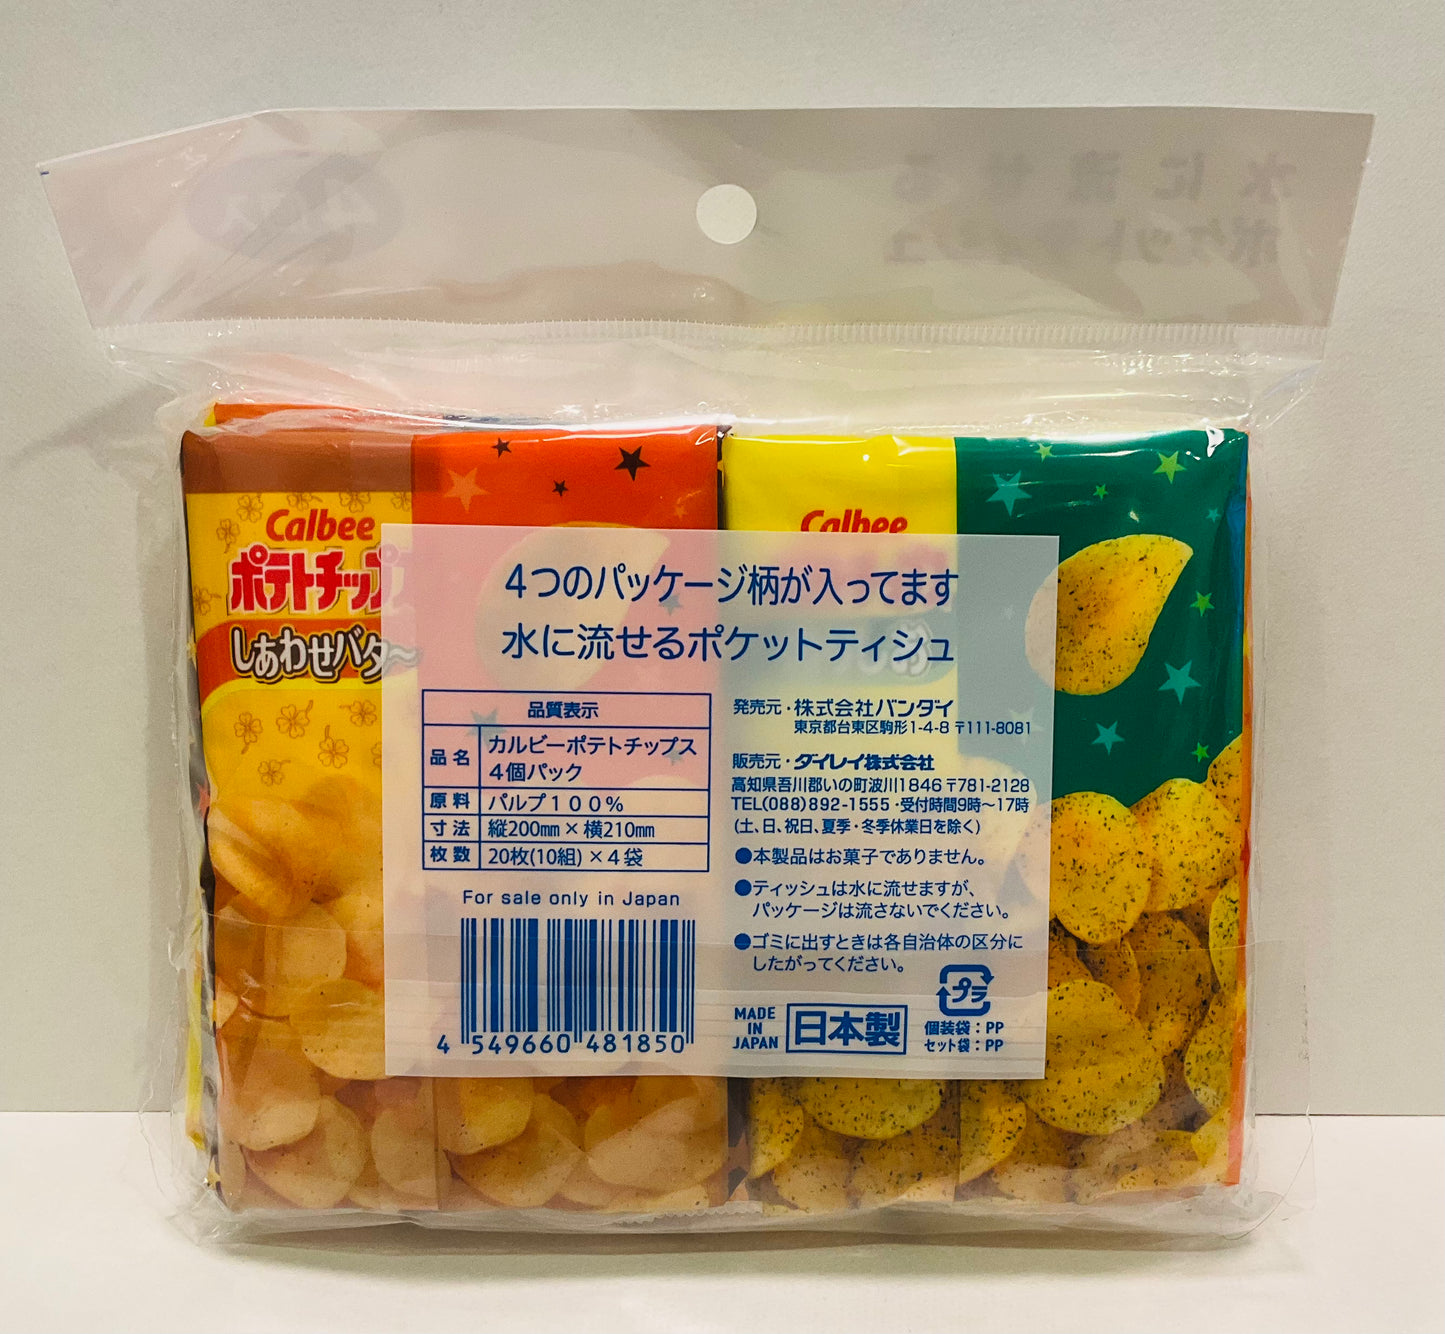 水に流せる
ポケットティシュ
Calbee
ポテトチップ
しあわせバタ〜
Calbee
4つのパッケージ柄が入ってます
水に流せるポケットティシュ
品質表示
品名 カルビーポテトチップス
4個パック
原料 パルプ100%
寸法 縦200㎜×横210㎜
枚数 20枚(10組)×4袋
For sale only in Japan
4 549660 481850
発売元・株式会社バンダイ
東京都台東区駒形1-4-8 〒111-8081
販売元・ダイレイ株式会社
高知県吾川郡いの町波川1846 〒781-2128
TEL(088)892-1555・受付時間9時〜17時
(土、日、祝日、夏季・冬季休業日を除く)
●本製品はお菓子でありません。
●ティッシュは水に流せますが、
パッケージは流さないでください。
●ゴミに出すときは各自治体の区分に
したがってください。
MADE
IN
JAPAN
日本製
プラ
個装袋：PP
セット袋：PP